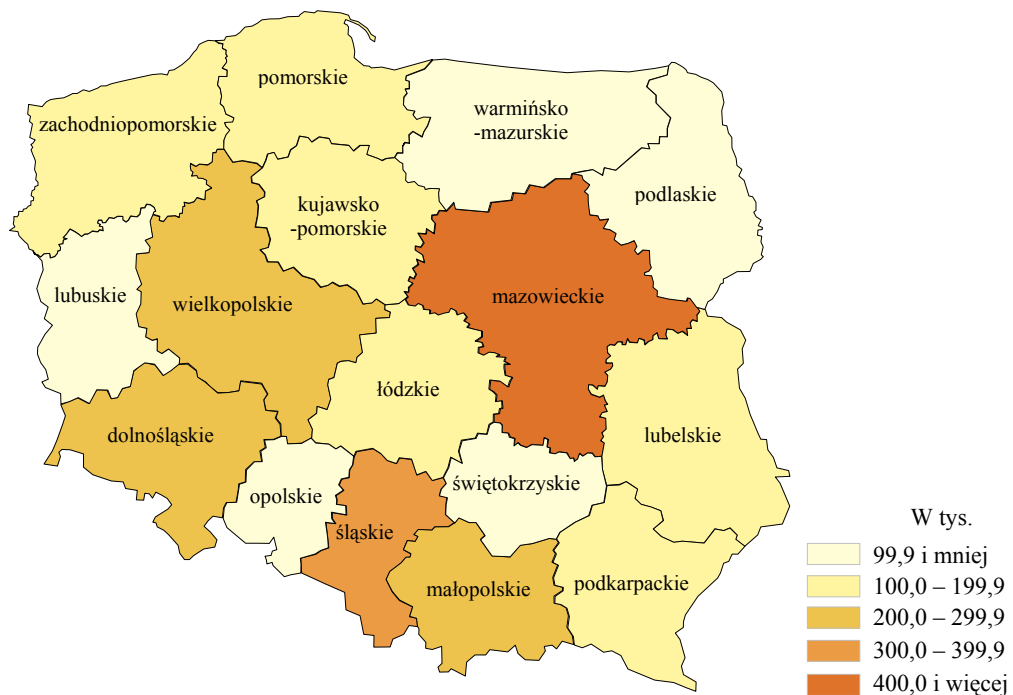 pomorskie
zachodniopomorskie
warmińsko
-mazurskie
podlaskie
kujawsko
-pomorskie
lubuskie
wielkopolskie
mazowieckie
łódzkie
dolnośląskie
lubelskie
opolskie
świętokrzyskie
śląskie
małopolskie
podkarpackie
W tys.
99,9 i mniej
100,0 – 199,9
200,0 – 299,9
300,0 – 399,9
400,0 i więcej